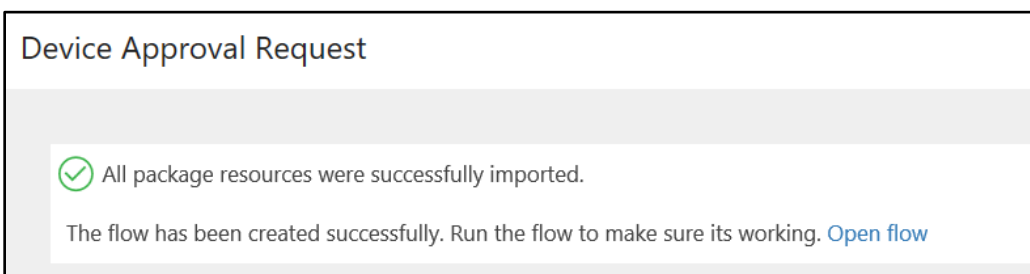 Device Approval Request
All package resources were successfully imported.
The flow has been created successfully. Run the flow to make sure its working. Open flow